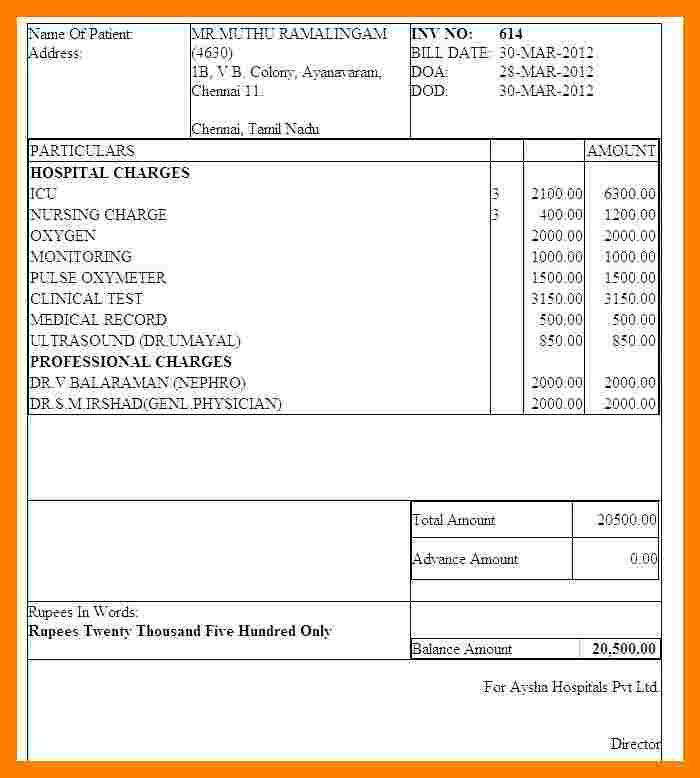 Name Of Patient: MR.MUTHU RAMALINGAM INV NO: 614
Address: (4630) BILL DATE: 30-MAR-2012
1B, V.B. Colony, Ayanavaram, DOA: 28-MAR-2012
Chennai 11. DOD: 30-MAR-2012
Chennai, Tamil Nadu
PARTICULARS AMOUNT
HOSPITAL CHARGES
ICU 3 2100.00 6300.00
NURSING CHARGE 3 400.00 1200.00
OXYGEN 2000.00 2000.00
MONITORING 1000.00 1000.00
PULSE OXYMETER 1500.00 1500.00
CLINICAL TEST 3150.00 3150.00
MEDICAL RECORD 500.00 500.00
ULTRASOUND (DR.UMAYAL) 850.00 850.00
PROFESSIONAL CHARGES
DR.V.BALARAMAN (NEPHRO) 2000.00 2000.00
DR.S.M.IRSHAD(GENL.PHYSICIAN) 2000.00 2000.00
Total Amount 20500.00
Advance Amount 0.00
Rupees In Words:
Rupees Twenty Thousand Five Hundred Only
Balance Amount 20,500.00
For Aysha Hospitals Pvt Ltd.
Director